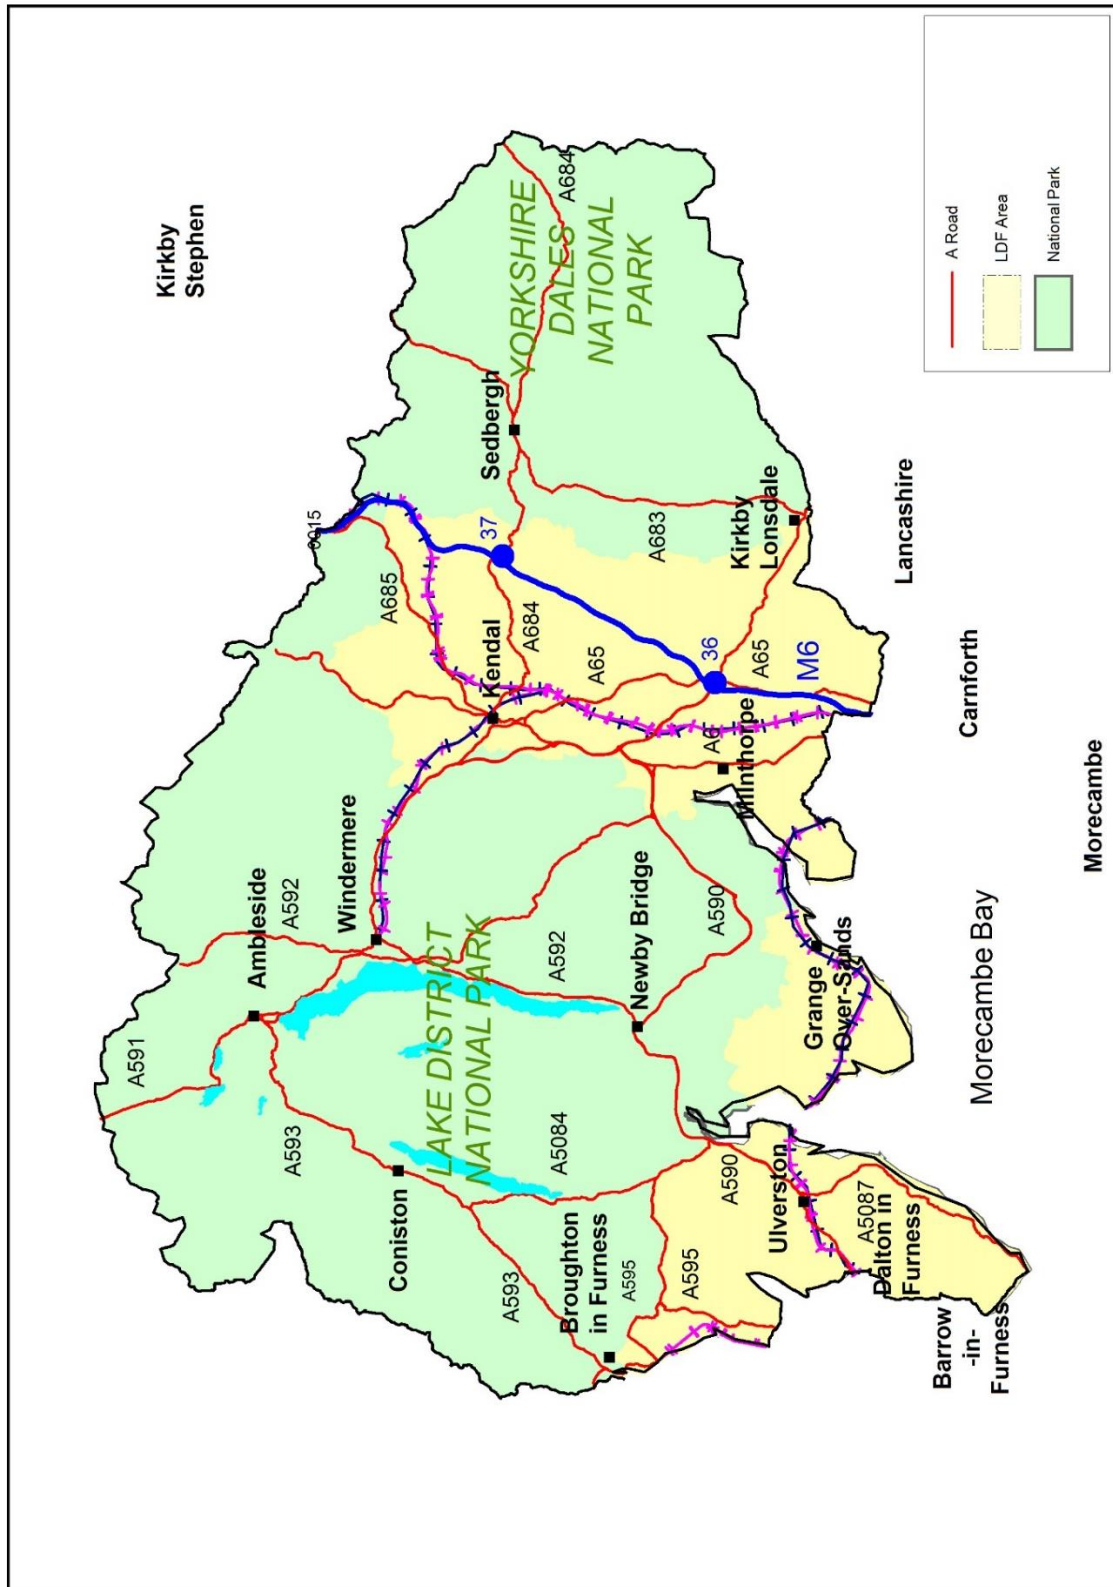 A591
Kirkby
Stephen
Ambleside
A592
A593
Windermere
Coniston
A685
LAKE DISTRICT
NATIONAL PARK
Sedbergh
37
Kendal
A593
YORKSHIRE
DALES
NATIONAL
PARK
A684
A592
A5084
A684
Broughton
in Furness
A65
A595
Newby Bridge
A683
A595
36
A6
A590
A590
Milnthorpe
Kirkby
Lonsdale
A65
Ulverston
M6
Grange
Over-Sands
A5087
Dalton in
Furness
Lancashire
Barrow
-in-
Furness
Carnforth
Morecambe Bay
Morecambe
A Road
LDF Area
National Park